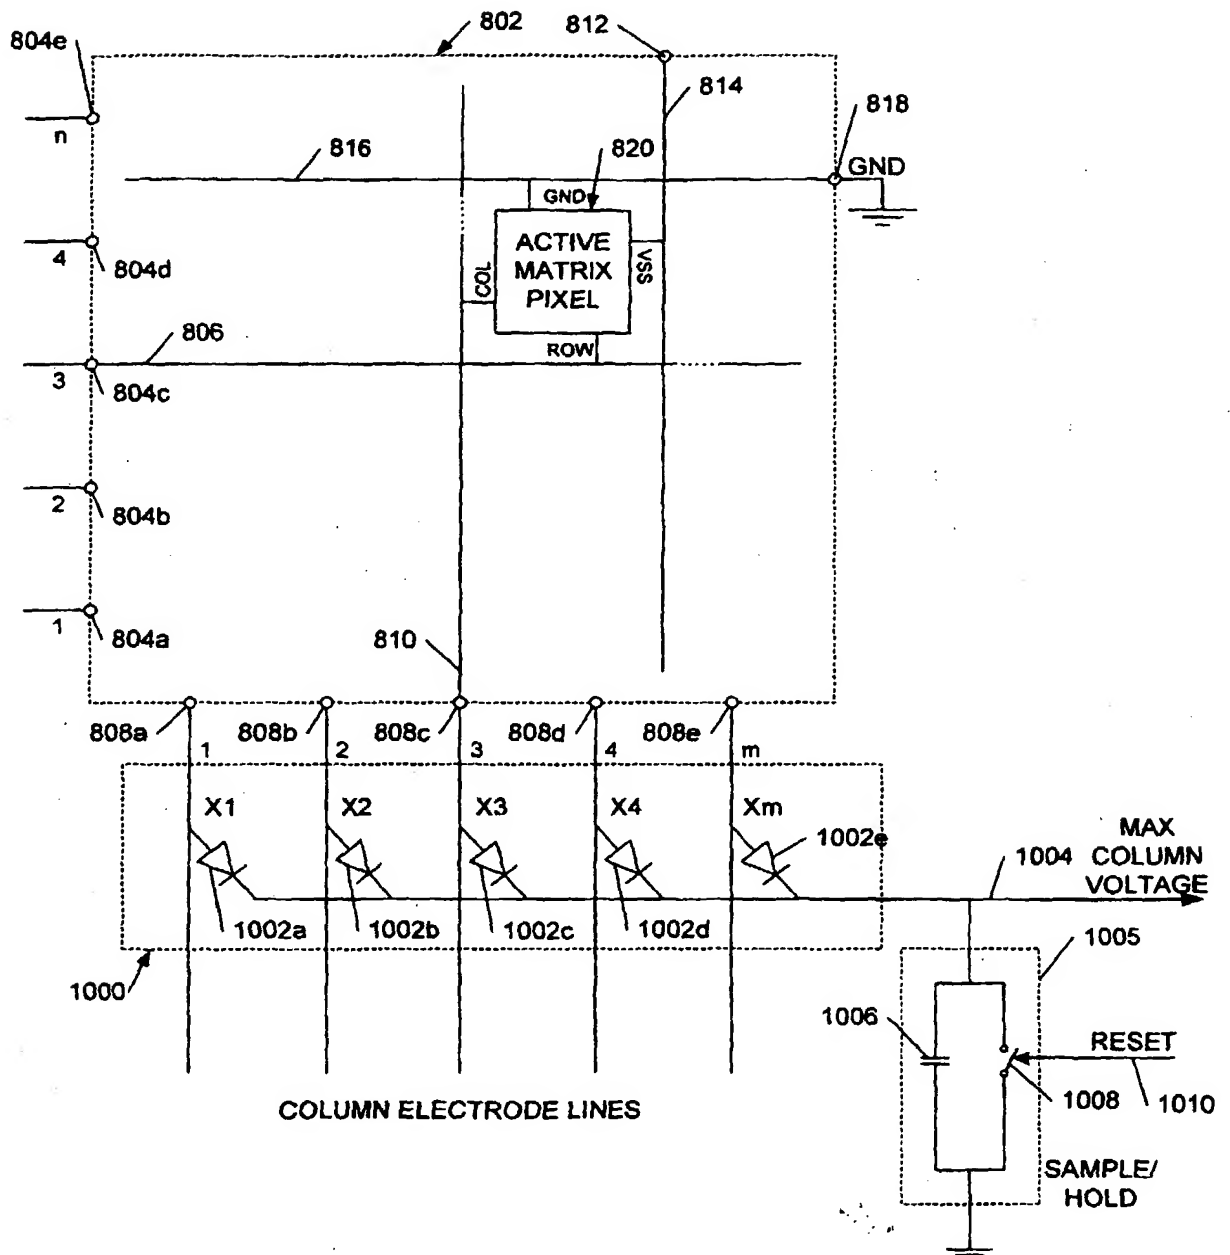 802
812
804e
814
818
n
816
820
GND
GND
ACTIVE
MATRIX
PIXEL
COL
VSS
4
804d
806
ROW
3
804c
2
804b
1
804a
810
808a
808b
808c
808d
808e
1
2
3
4
m
X1
X2
X3
X4
Xm
1002e
MAX
COLUMN
VOLTAGE
1004
1002a
1002b
1002c
1002d
1005
1000
1006
RESET
1008
1010
COLUMN ELECTRODE LINES
SAMPLE/
HOLD